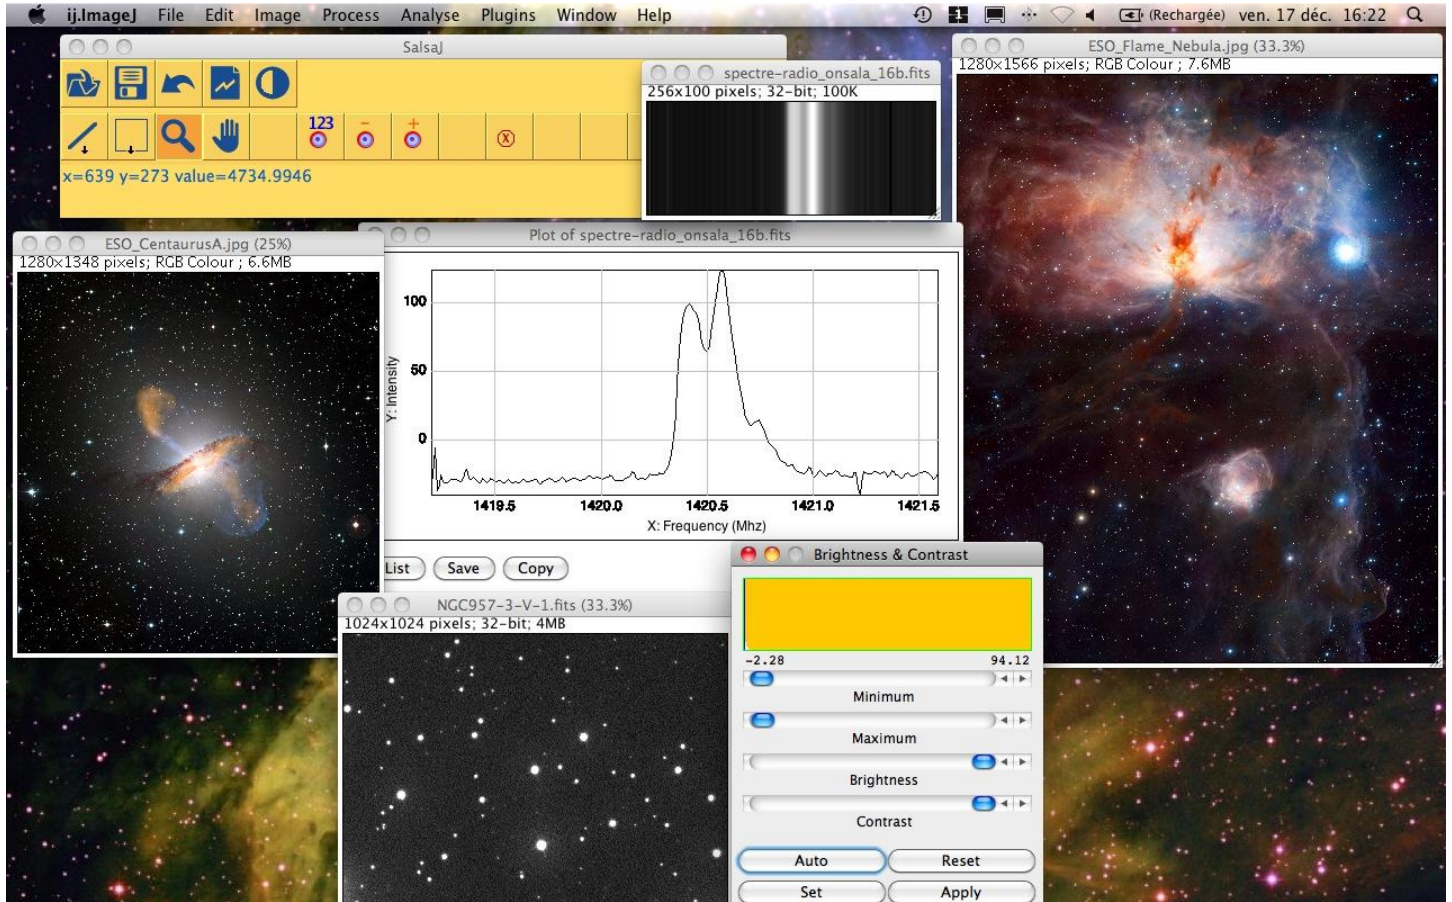 ij.ImageJ File Edit Image Process Analyse Plugins Window Help (Rechargée) ven. 17 déc. 16:22
SalsaJ
123
x=639 y=273 value=4734.9946
spectre-radio_onsala_16b.fits
256x100 pixels; 32-bit; 100K
ESO_Flame_Nebula.jpg (33.3%)
1280x1566 pixels; RGB Colour ; 7.6MB
ESO_CentaurusA.jpg (25%)
1280x1348 pixels; RGB Colour ; 6.6MB
Plot of spectre-radio_onsala_16b.fits
100
50
0
Y: Intensity
1419.5 1420.0 1420.5 1421.0 1421.5
X: Frequency (Mhz)
List Save Copy
NGC957-3-V-1.fits (33.3%)
1024x1024 pixels; 32-bit; 4MB
Brightness & Contrast
-2.28 94.12
Minimum
Maximum
Brightness
Contrast
Auto Reset
Set Apply